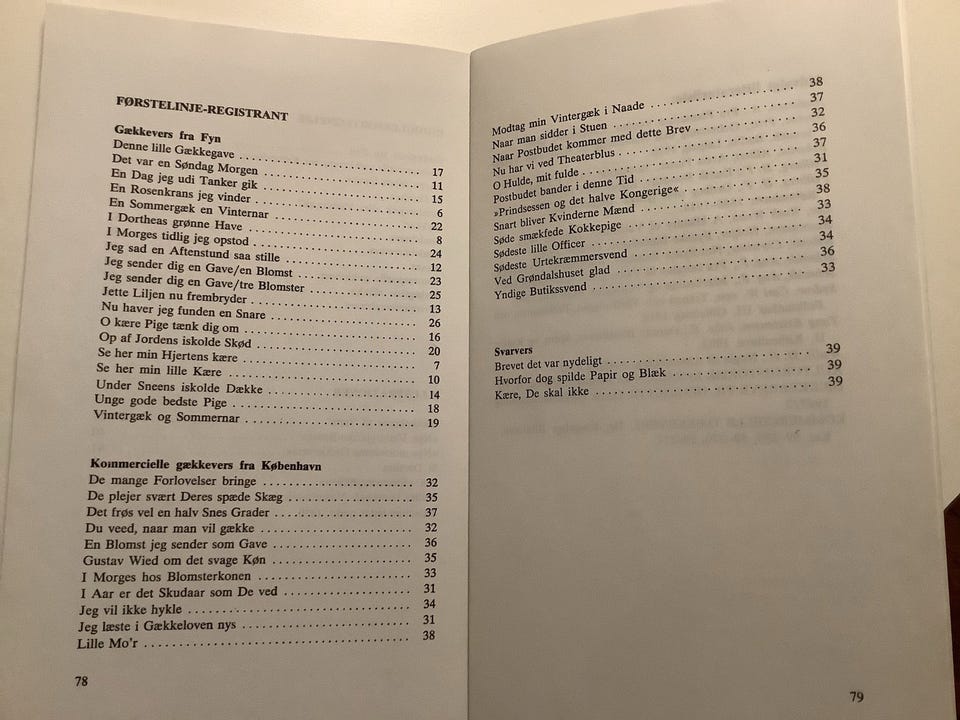 FØRSTELINJE-REGISTRANT
Gækkevers fra Fyn
Denne lille Gækkegave ........ 17
Det var en Søndag Morgen ........ 11
En Dag jeg udi Tanker gik ........ 15
En Rosenkrans jeg vinder ........ 6
En Sommergæk en Vinternar ........ 22
I Dortheas grønne Have ........ 8
I Morges tidlig jeg opstod ........ 24
Jeg sad en Aftenstund saa stille ........ 12
Jeg sender dig en Gave/en Blomst ........ 23
Jeg sender dig en Gave/tre Blomster ........ 25
Jette Liljen nu frembryder ........ 13
Nu haver jeg funden en Snare ........ 26
O kære Pige tænk dig om ........ 16
Op af Jordens iskolde Skød ........ 20
Se her min Hjertens kære ........ 7
Se her min lille Kære ........ 10
Under Sneens iskolde Dække ........ 14
Unge gode bedste Pige ........ 18
Vintergæk og Sommernar ........ 19
Kommercielle gækkevers fra København
De mange Forlovelser bringe ........ 32
De plejer svært Deres spæde Skæg ........ 35
Det frøs vel en halv Snes Grader ........ 37
Du veed, naar man vil gække ........ 32
En Blomst jeg sender som Gave ........ 36
Gustav Wied om det svage Køn ........ 35
I Morges hos Blomsterkonen ........ 33
I Aar er det Skudaar som De ved ........ 31
Jeg vil ikke hykle ........ 34
Jeg læste i Gækkeloven nys ........ 31
Lille Mo'r ........ 38
78
Modtag min Vintergæk i Naade ........ 38
Naar man sidder i Stuen ........ 37
Naar Postbudet kommer med dette Brev ........ 32
Nu har vi ved Theaterblus ........ 36
O Hulde, mit fulde ........ 37
Postbudet bander i denne Tid ........ 31
»Prindsessen og det halve Kongerige« ........ 35
Snart bliver Kvinderne Mænd ........ 38
Søde smækfede Kokkepige ........ 33
Sødeste lille Officer ........ 34
Sødeste Urtekræmmersvend ........ 34
Ved Grøndalshuset glad ........ 36
Yndige Butikssvend ........ 33
Svarvers
Brevet det var nydeligt ........ 39
Hvorfor dog spilde Papir og Blæk ........ 39
Kære, De skal ikke ........ 39
79